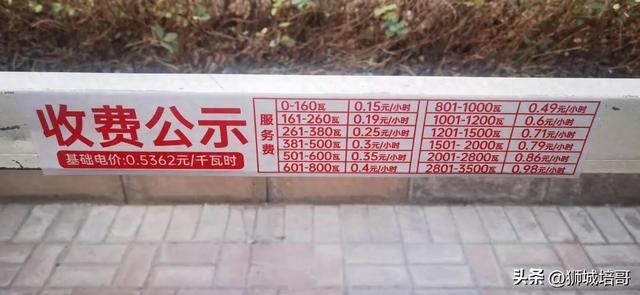 收费公示
基础电价:0.5362元/千瓦时
服务费
0-160瓦 0.15元/小时
161-260瓦 0.19元/小时
261-380瓦 0.25元/小时
381-500瓦 0.3元/小时
501-600瓦 0.35元/小时
601-800瓦 0.4元/小时
801-1000瓦 0.49元/小时
1001-1200瓦 0.6元/小时
1201-1500瓦 0.71元/小时
1501- 2000瓦 0.79元/小时
2001-2800瓦 0.86元/小时
2801-3500瓦 0.98元/小时
头条 @狮城培哥